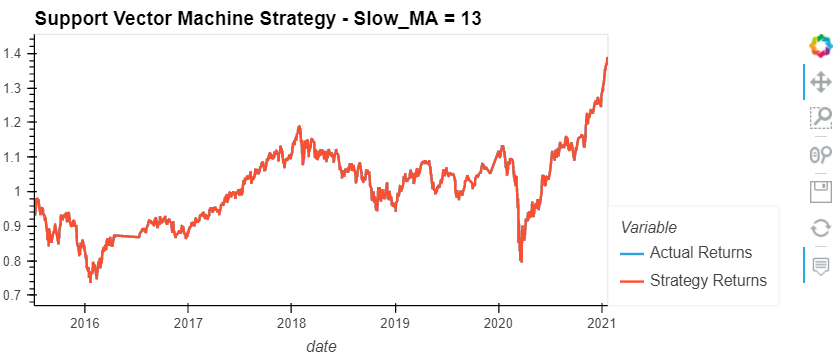 Support Vector Machine Strategy - Slow_MA = 13
1.4
1.3
1.2
1.1
1
0.9
0.8
0.7
2016
2017
2018
2019
2020
2021
date
Variable
Actual Returns
Strategy Returns